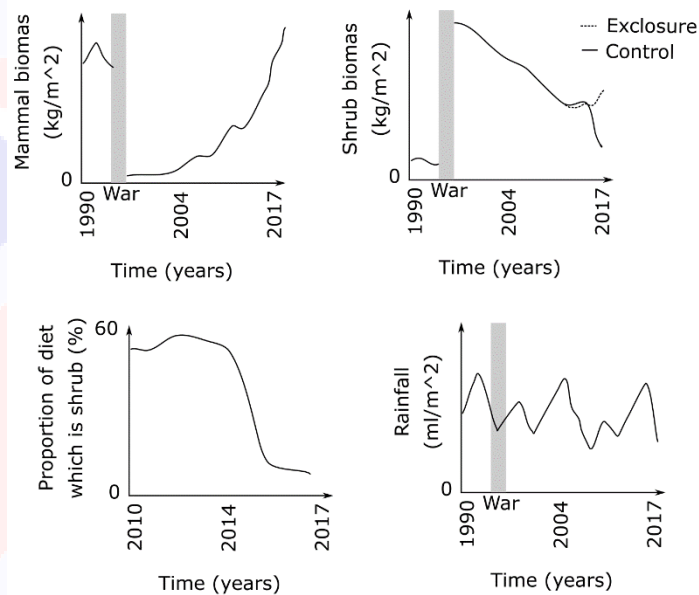 Mammal biomas
(kg/m^2)
0
War
1990
2004
2017
Time (years)
Shrub biomas
(kg/m^2)
Exclosure
Control
0
War
1990
2004
2017
Time (years)
Proportion of diet
which is shrub (%)
60
0
2010
2014
2017
Time (years)
Rainfall
(ml/m^2)
0
War
1990
2004
2017
Time (years)